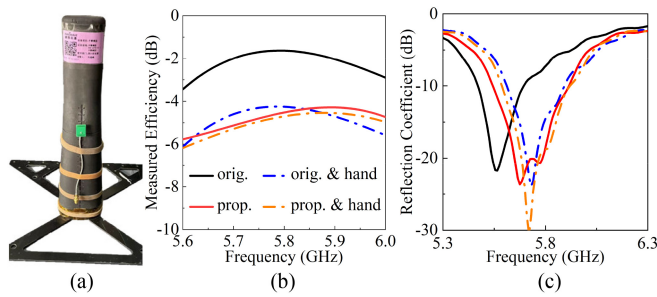 0
-2
-4
-6
-8
-10
Measured Efficiency (dB)
orig.
orig. & hand
prop.
prop. & hand
5.6
5.7
5.8
5.9
6.0
Frequency (GHz)
0
-10
-20
-30
Reflection Coefficient (dB)
5.3
5.8
6.3
Frequency (GHz)
(a)
(b)
(c)